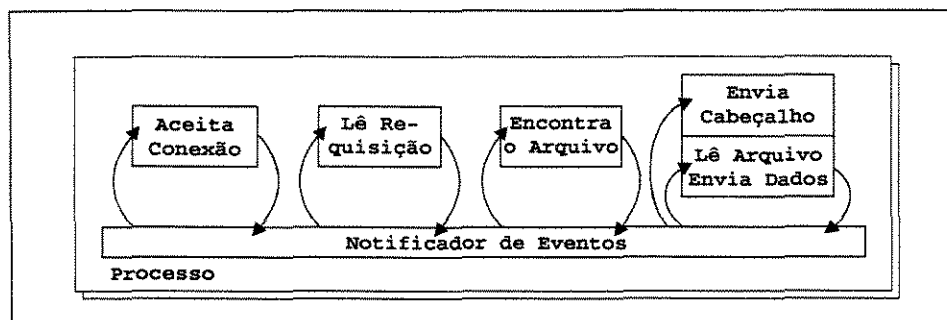 Aceita
Conexão
Lê Re-
quisição
Encontra
o Arquivo
Envia
Cabeçalho
Lê Arquivo
Envia Dados
Notificador de Eventos
Processo